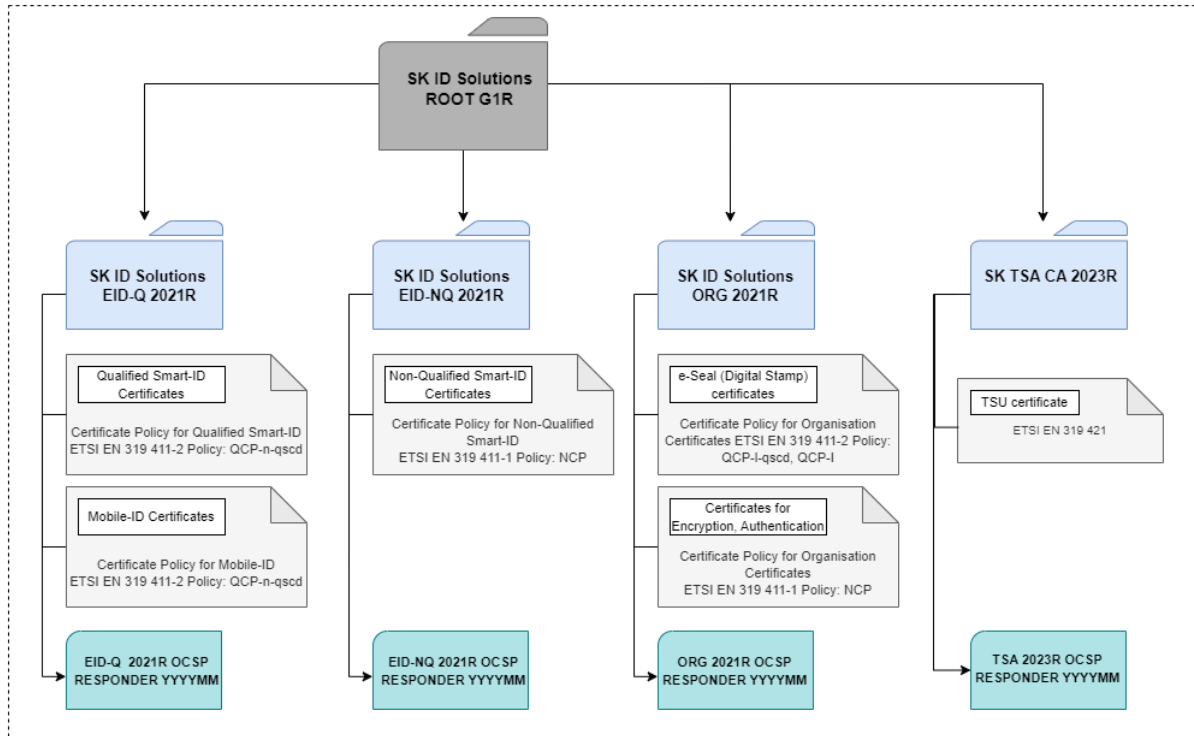 SK ID Solutions
ROOT G1R
SK ID Solutions
EID-Q 2021R
SK ID Solutions
EID-NQ 2021R
SK ID Solutions
ORG 2021R
SK TSA CA 2023R
Qualified Smart-ID
Certificates
Certificate Policy for Qualified Smart-ID
ETSI EN 319 411-2 Policy: QCP-n-qscd
Non-Qualified Smart-ID
Certificates
Certificate Policy for Non-Qualified
Smart-ID
ETSI EN 319 411-1 Policy: NCP
e-Seal (Digital Stamp)
certificates
Certificate Policy for Organisation
Certificates ETSI EN 319 411-2 Policy:
QCP-l-qscd, QCP-l
TSU certificate
ETSI EN 319 421
Mobile-ID Certificates
Certificate Policy for Mobile-ID
ETSI EN 319 411-2 Policy: QCP-n-qscd
Certificates for
Encryption, Authentication
Certificate Policy for Organisation
Certificates
ETSI EN 319 411-1 Policy: NCP
EID-Q 2021R OCSP
RESPONDER YYYYMM
EID-NQ 2021R OCSP
RESPONDER YYYYMM
ORG 2021R OCSP
RESPONDER YYYYMM
TSA 2023R OCSP
RESPONDER YYYYMM